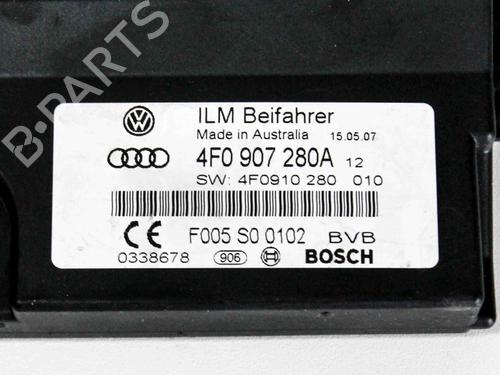 B-PARTS
ILM Beifahrer
Made in Australia 15.05.07
4F0 907 280A 12
SW: 4F0910 280 010
CE F005 S0 0102 BVB
0338678 906 BOSCH